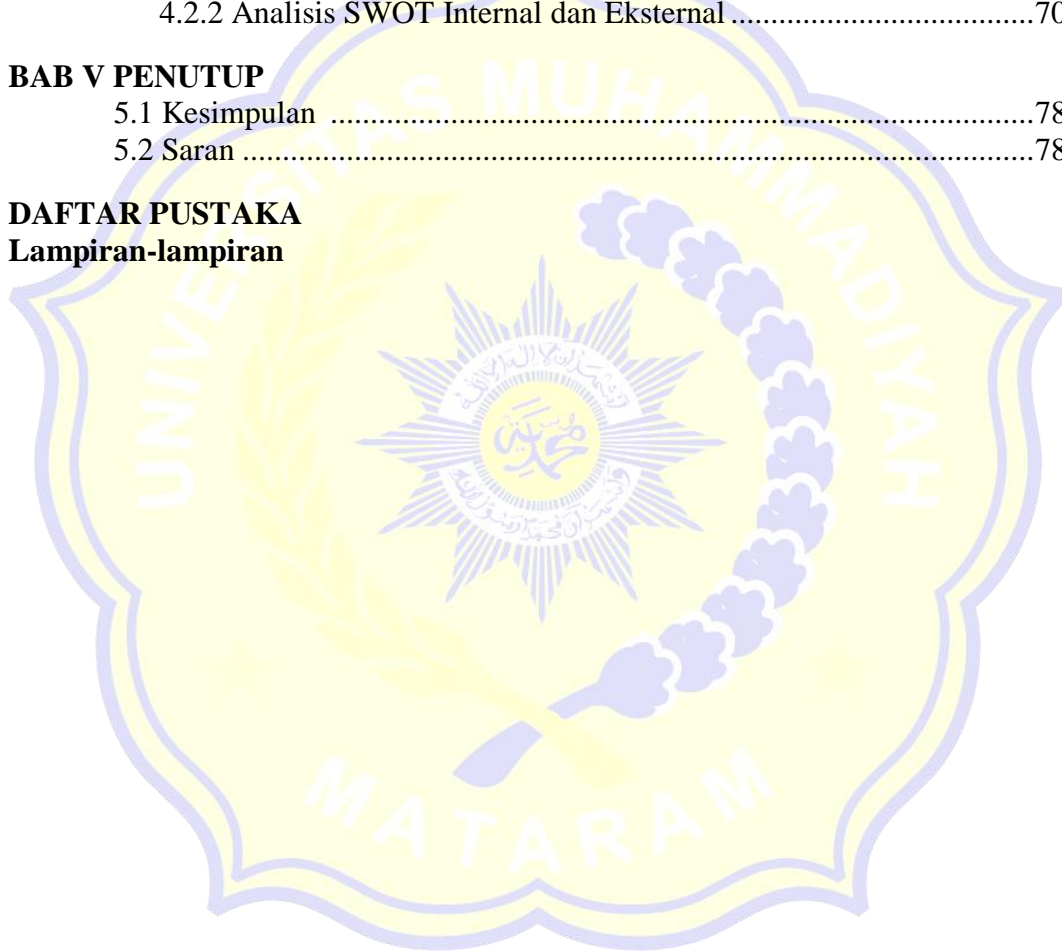 4.2.2 Analisis SWOT Internal dan Eksternal .......................................70
BAB V PENUTUP
5.1 Kesimpulan ..........................................................................................78
5.2 Saran .....................................................................................................78
DAFTAR PUSTAKA
Lampiran-lampiran
UNIVERSITAS MUHAMMADIYAH
MATARAM